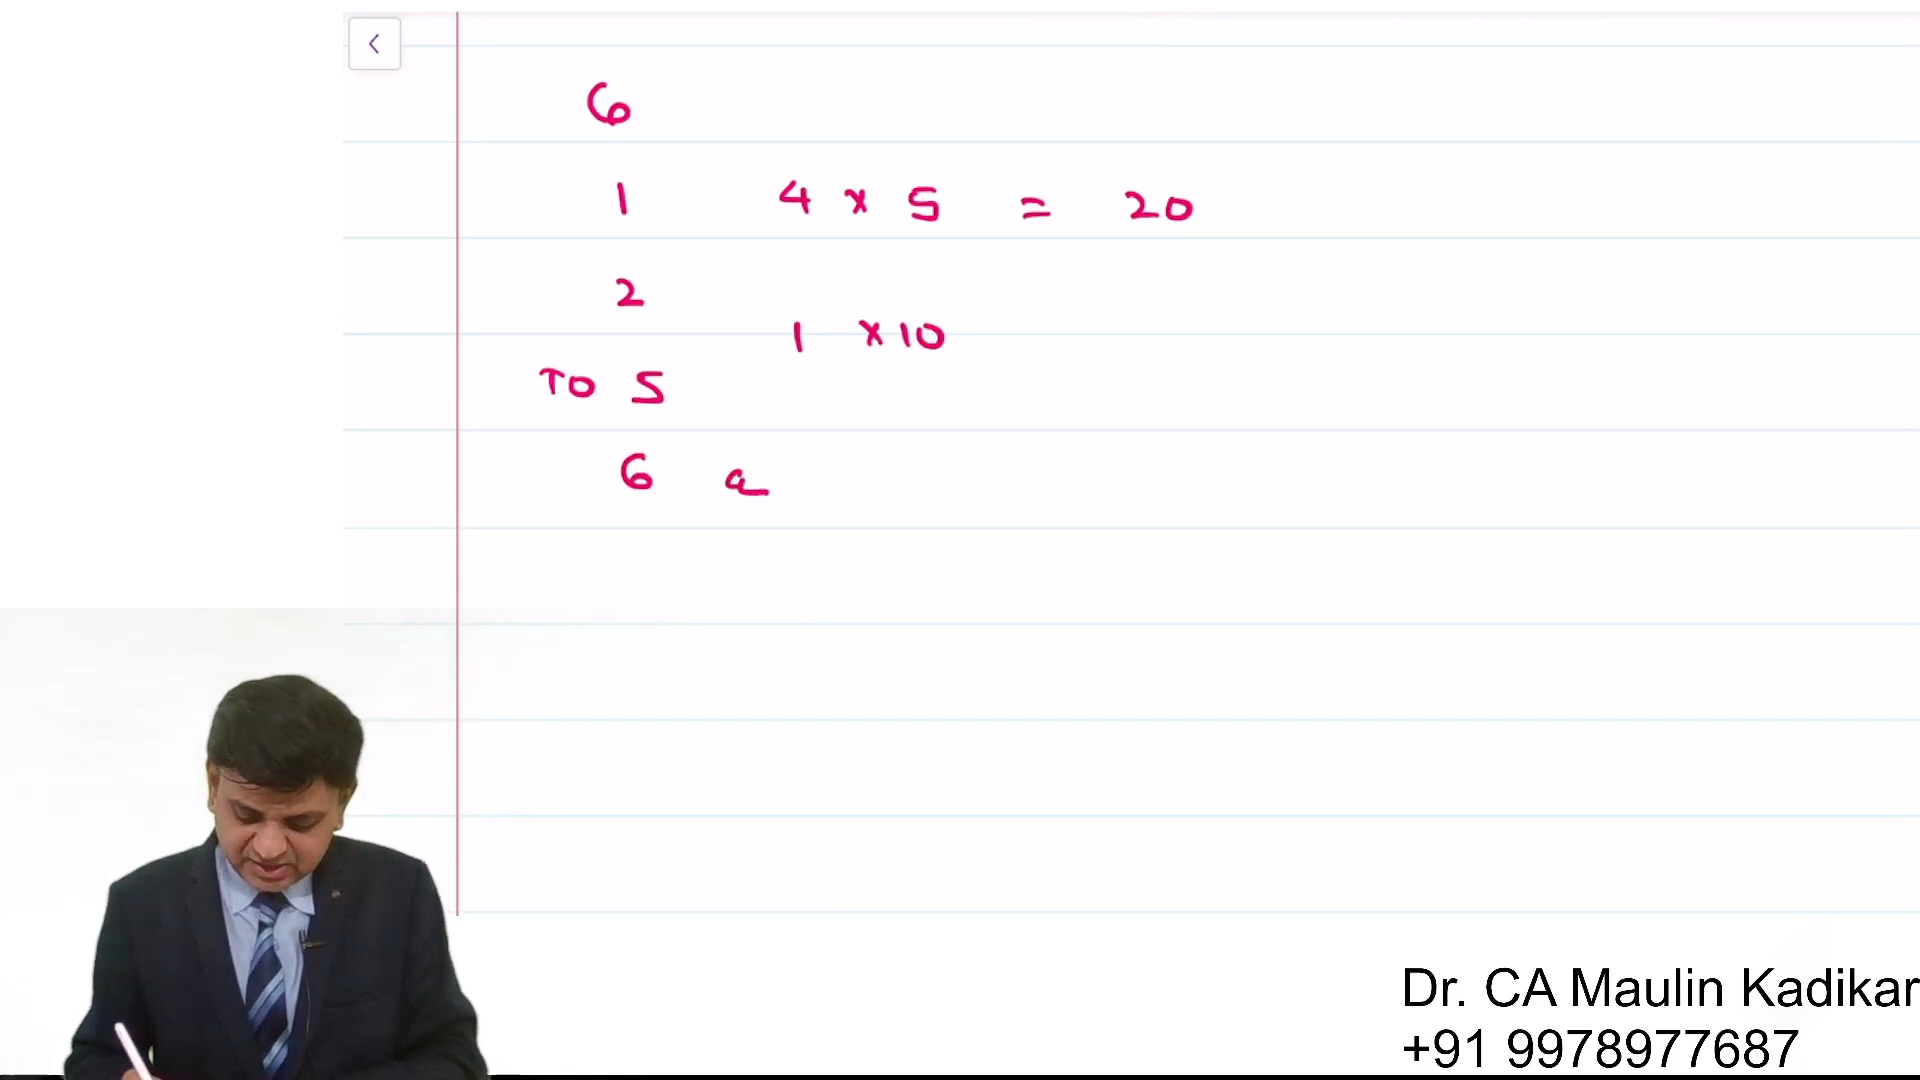 6
1 4 × 5 = 20
2
1 × 10
TO 5
6 a
Dr. CA Maulin Kadikar
+91 9978977687